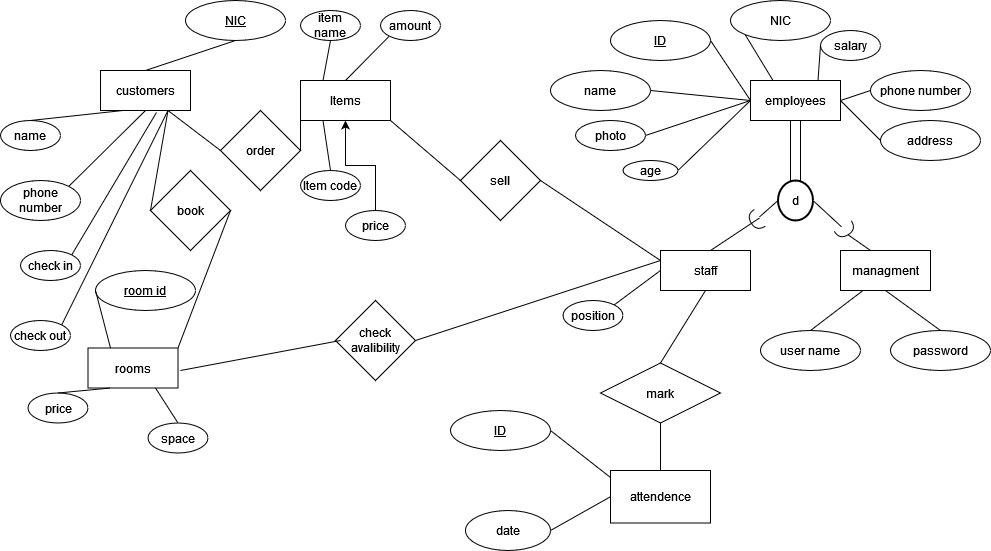 NIC
item
name
amount
NIC
ID
salary
customers
Items
employees
name
phone number
name
photo
order
address
age
Item code
phone
number
book
sell
d
price
check in
staff
managment
room id
position
check out
check
avalibility
user name
password
rooms
mark
price
space
ID
attendence
date